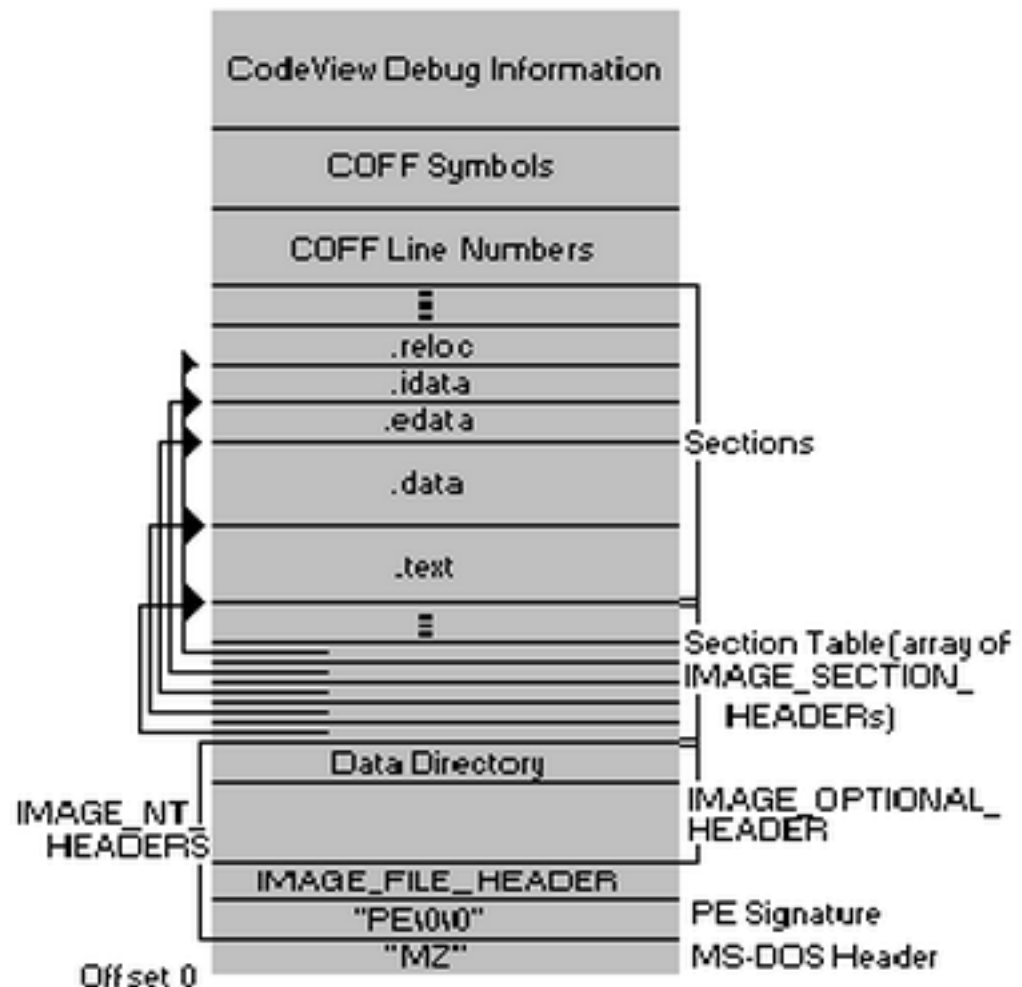 CodeView Debug Information
COFF Symbols
COFF Line Numbers
.reloc
.idata
.edata
Sections
.data
.text
Section Table(array of
IMAGE_SECTION_
HEADERs)
Data Directory
IMAGE_NT_
HEADERS
IMAGE_OPTIONAL_
HEADER
IMAGE_FILE_HEADER
"PE\0\0"
PE Signature
"MZ"
MS-DOS Header
Offset 0